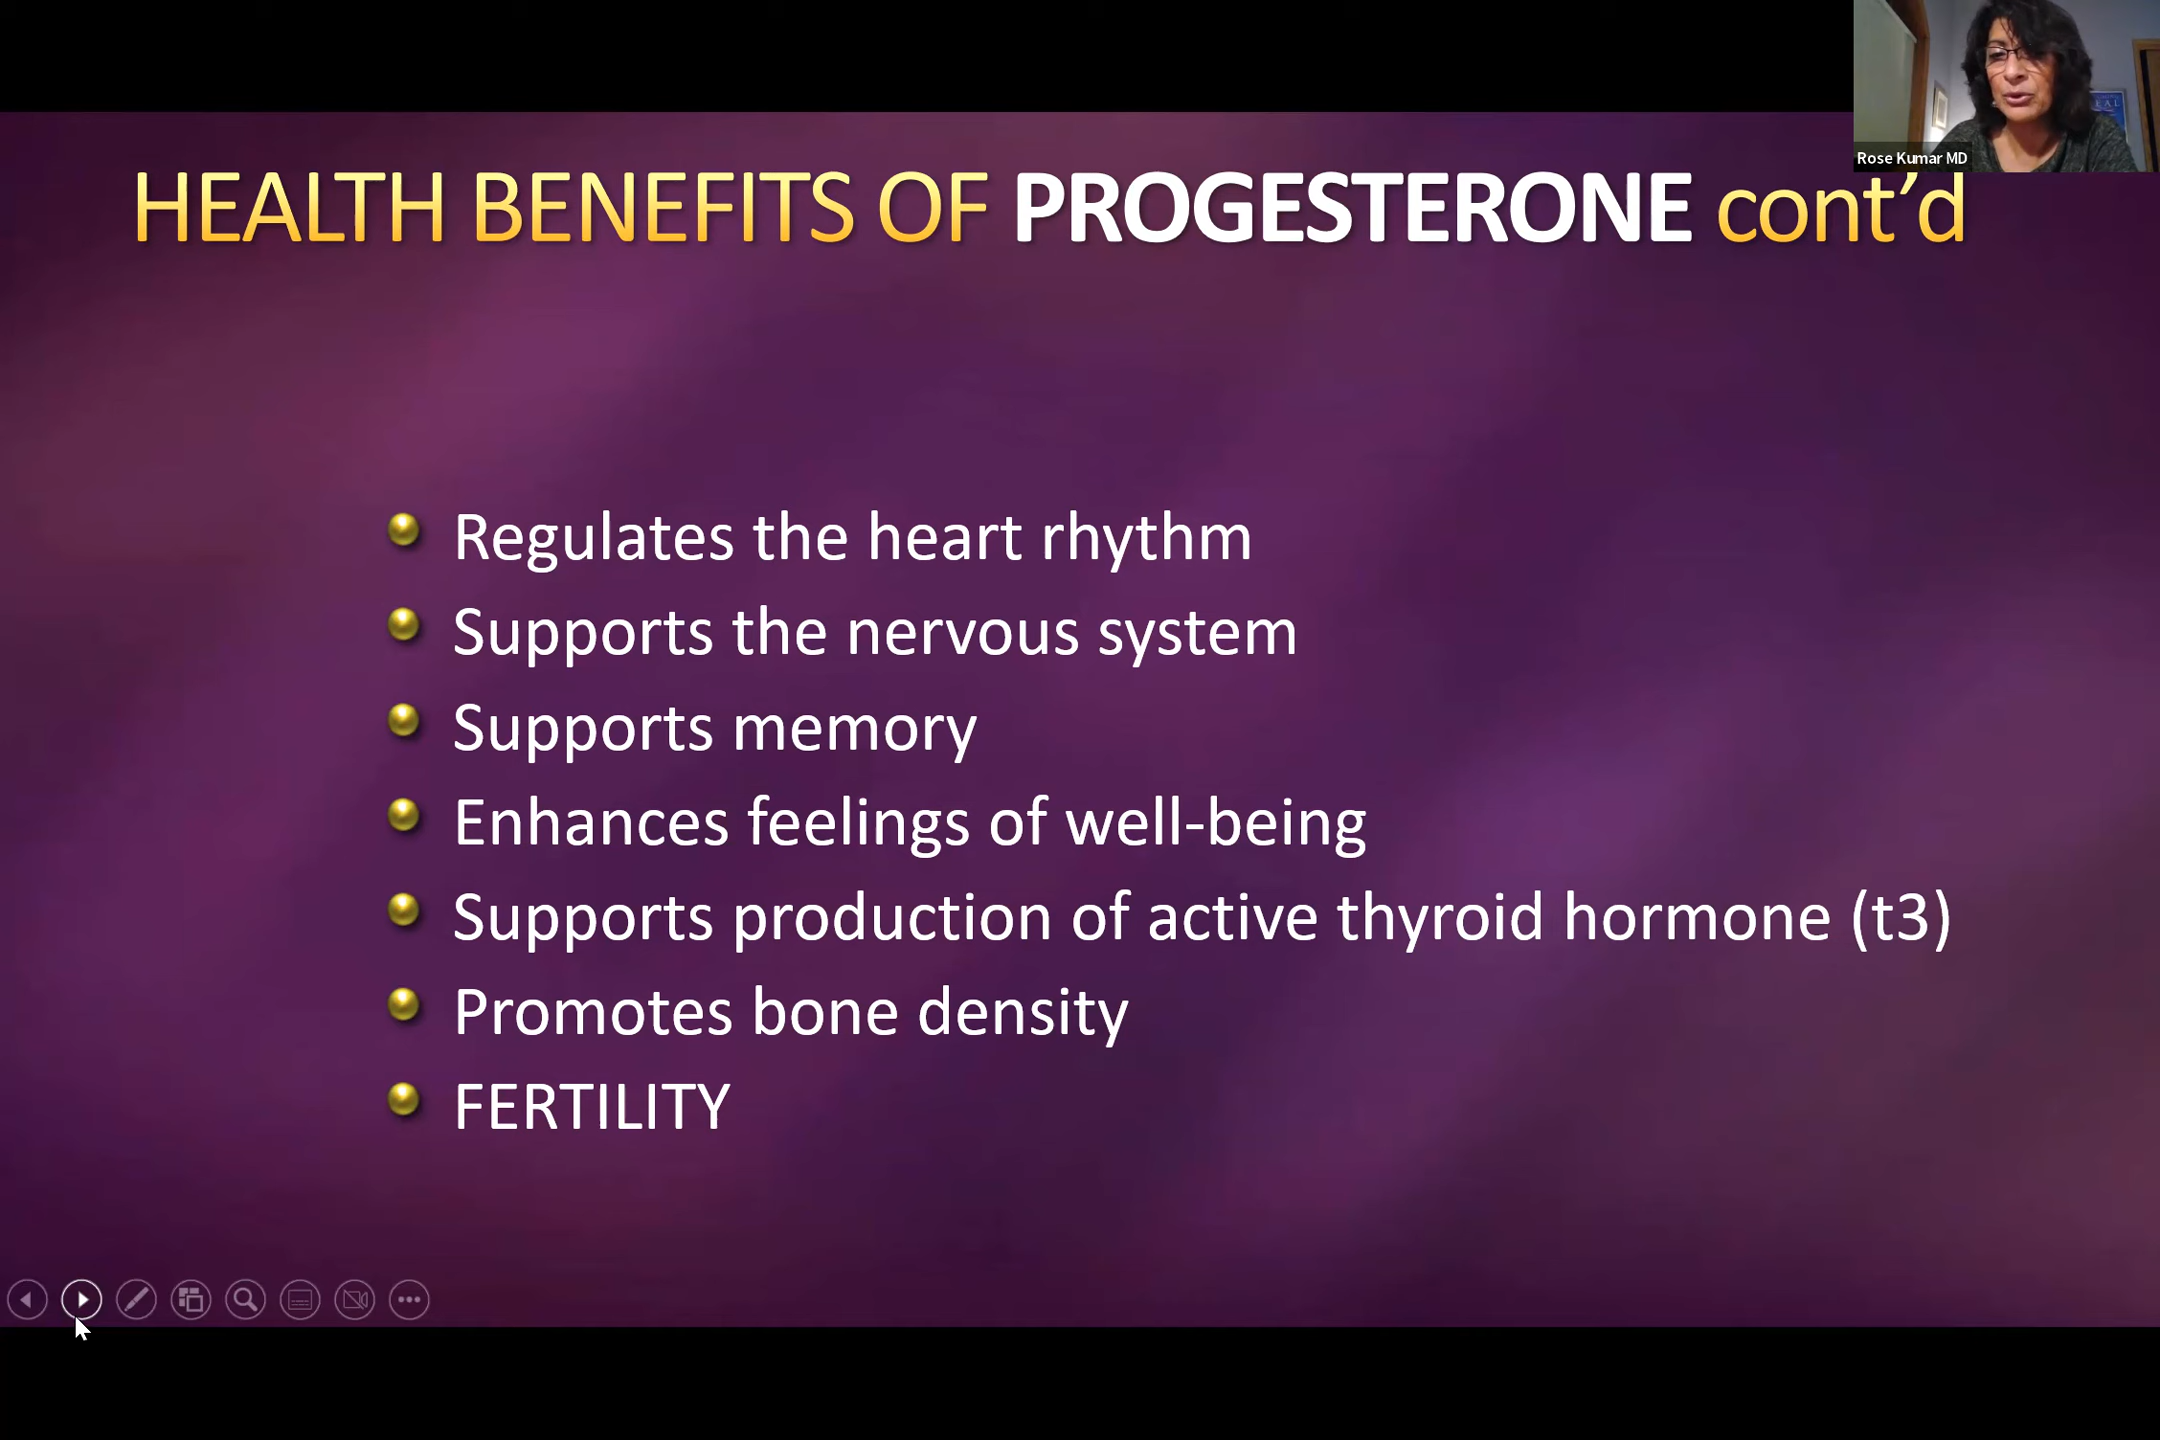 Rose Kumar MD
HEALTH BENEFITS OF PROGESTERONE cont’d
Regulates the heart rhythm
Supports the nervous system
Supports memory
Enhances feelings of well-being
Supports production of active thyroid hormone (t3)
Promotes bone density
FERTILITY